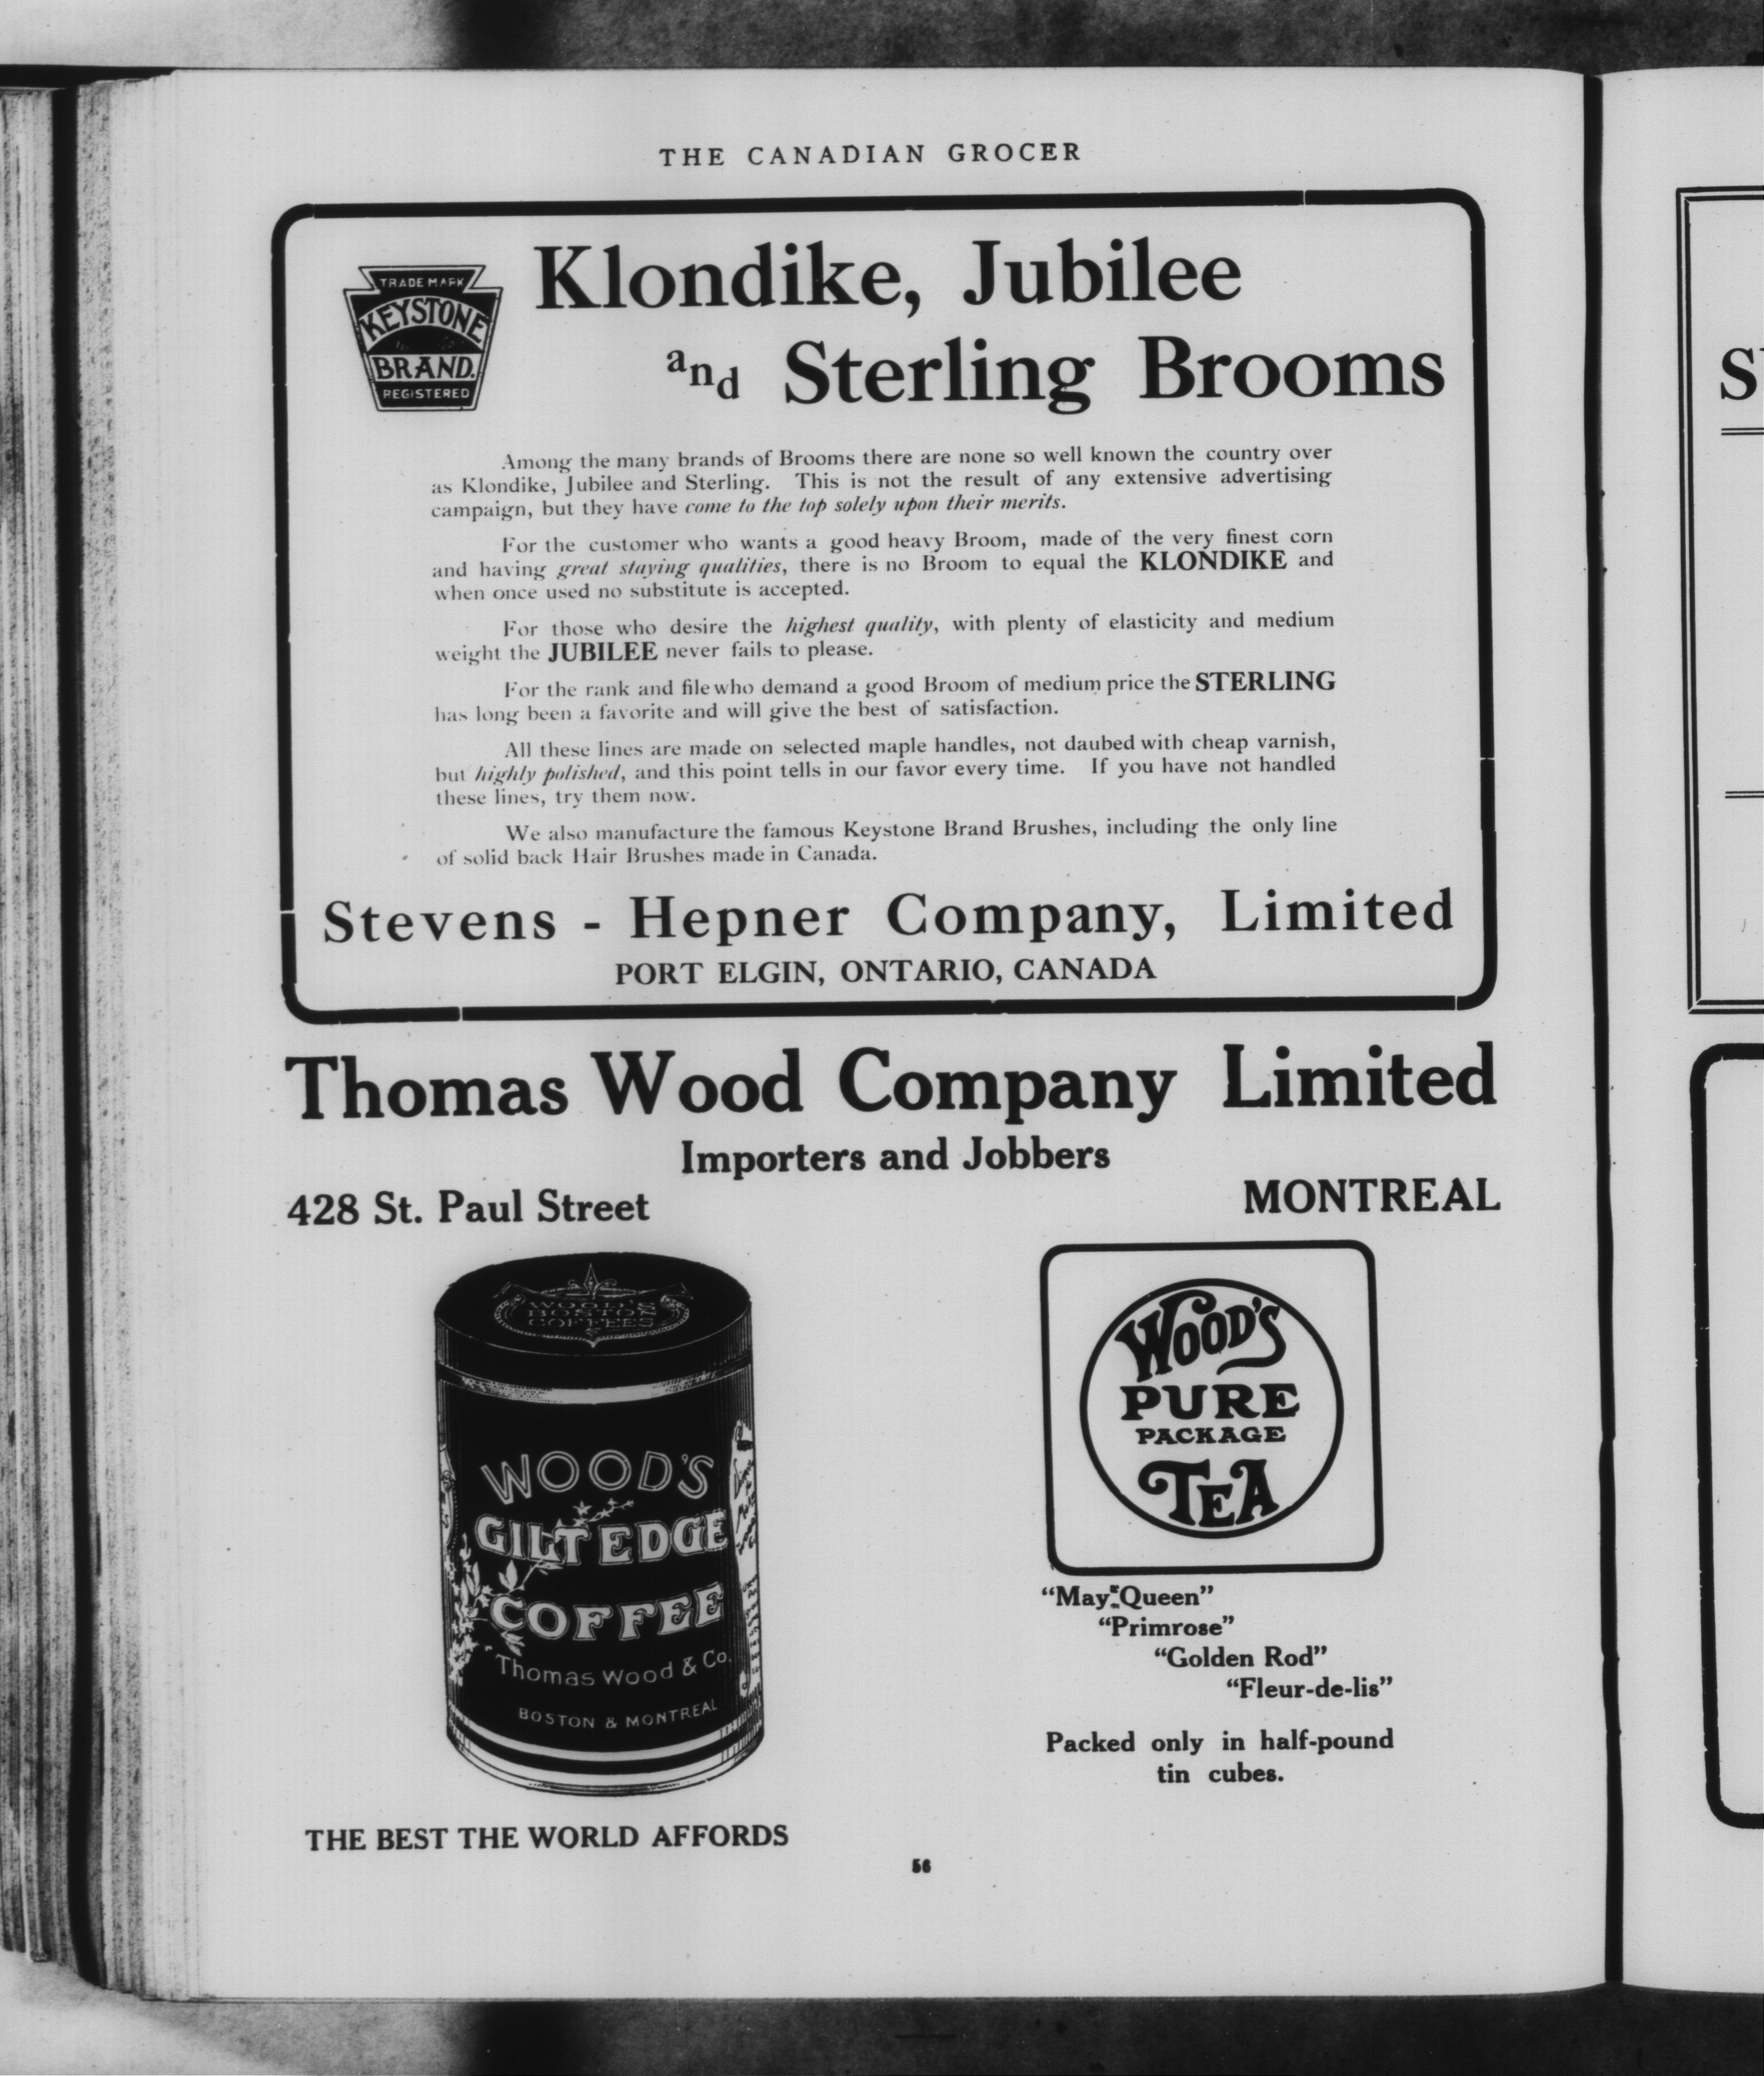 THE CANADIAN GROCER
TRADE MARK
KEYSTONE
BRAND.
REGISTERED
Klondike, Jubilee
and Sterling Brooms
Among the many brands of Brooms there are none so well known the country over
as Klondike, Jubilee and Sterling. This is not the result of any extensive advertising
campaign, but they have come to the top solely upon their merits.
For the customer who wants a good heavy Broom, made of the very finest corn
and having great staying qualities, there is no Broom to equal the KLONDIKE and
when once used no substitute is accepted.
For those who desire the highest quality, with plenty of elasticity and medium
weight the JUBILEE never fails to please.
For the rank and file who demand a good Broom of medium price the STERLING
has long been a favorite and will give the best of satisfaction.
All these lines are made on selected maple handles, not daubed with cheap varnish,
but highly polished, and this point tells in our favor every time. If you have not handled
these lines, try them now.
We also manufacture the famous Keystone Brand Brushes, including the only line
of solid back Hair Brushes made in Canada.
Stevens - Hepner Company, Limited
PORT ELGIN, ONTARIO, CANADA
Thomas Wood Company Limited
Importers and Jobbers
428 St. Paul Street
MONTREAL
WOOD'S
BOSTON
COFFEES
WOOD'S
GILT EDGE
COFFEE
Thomas Wood & Co.
BOSTON & MONTREAL
THE BEST THE WORLD AFFORDS
WOOD'S
PURE
PACKAGE
TEA
"May Queen"
"Primrose"
"Golden Rod"
"Fleur-de-lis"
Packed only in half-pound
tin cubes.
56